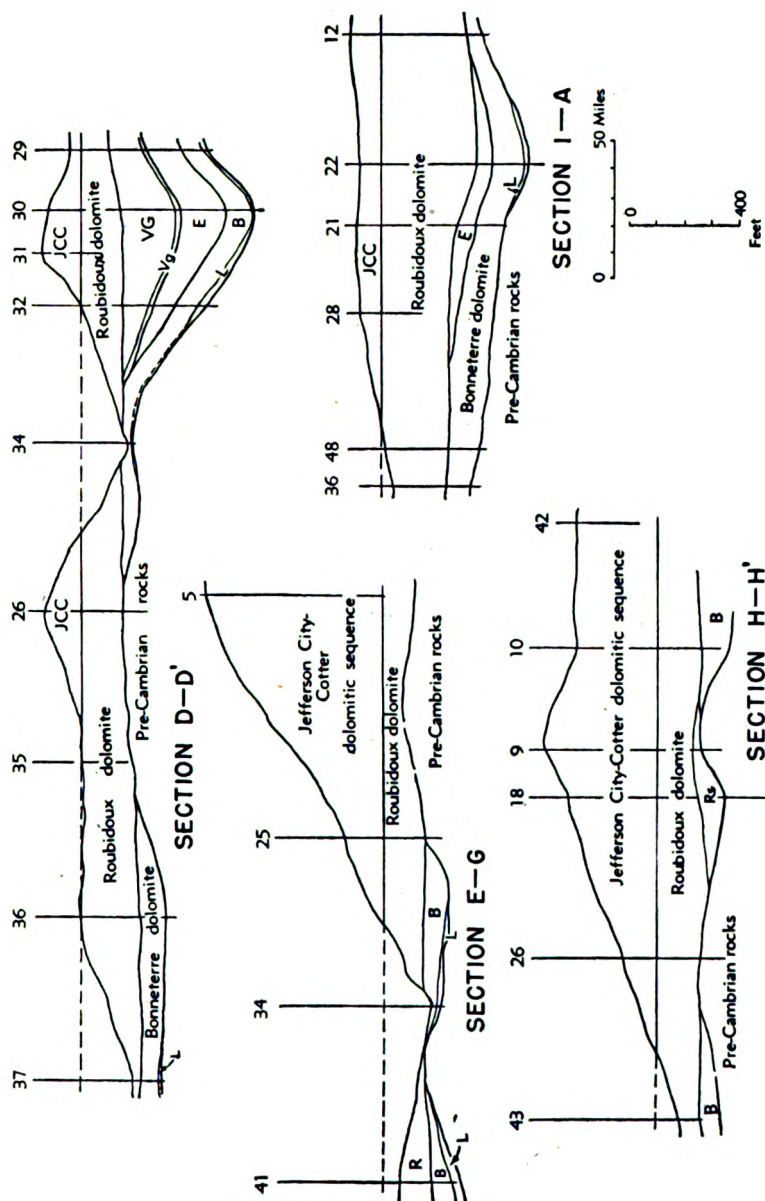 37
36
35
26
34
32
31
30
29
JCC
JCC
Roubidoux dolomite
Roubidoux dolomite
VG
Vg
E
B
L
Bonneterre dolomite
Pre-Cambrian rocks
L
SECTION D–D'
41
34
25
5
Jefferson City-
Cotter
dolomitic sequence
Roubidoux dolomite
R
B
L
B
L
Pre-Cambrian rocks
SECTION E–G
36
48
28
21
22
12
JCC
Roubidoux dolomite
E
Bonneterre dolomite
L
Pre-Cambrian rocks
SECTION I–A
43
26
18
9
10
42
Jefferson City-Cotter dolomitic sequence
Roubidoux dolomite
B
Rs
B
Pre-Cambrian rocks
SECTION H–H'
0
50 Miles
0
400
Feet